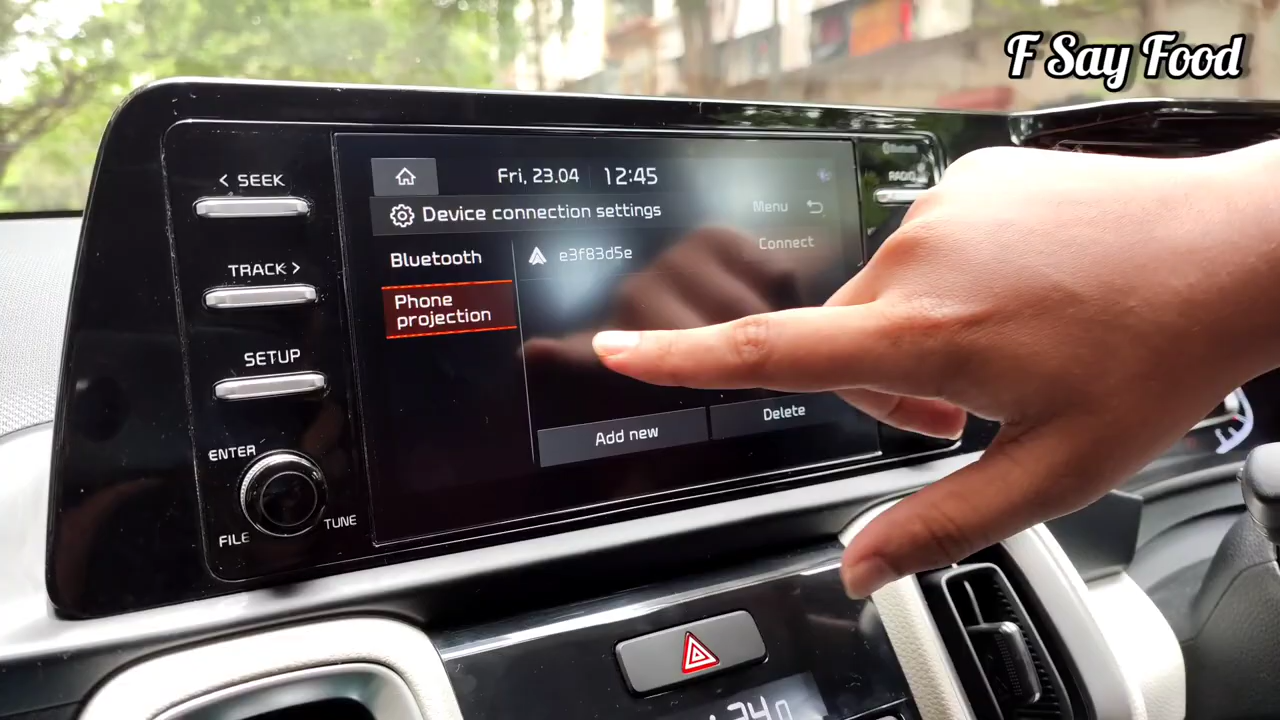 F Say Food
< SEEK
TRACK >
SETUP
ENTER
FILE
TUNE
Fri, 23.04
12:45
Device connection settings
Menu
Bluetooth
e3f83d5e
Connect
Phone
projection
Add new
Delete
RADIO